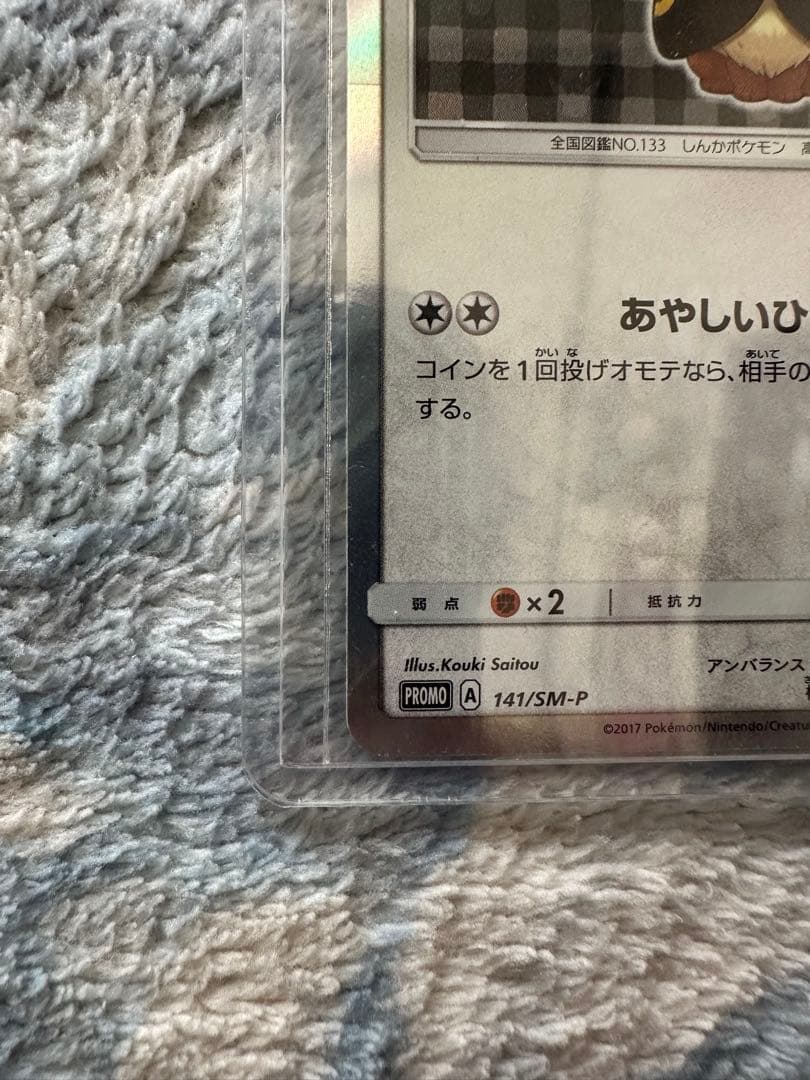 全国図鑑NO.133 しんかポケモン 高
あやしいひ
かい な あいて
コインを1回投げオモテなら、相手の
する。
弱点 ×2 抵抗力
Illus.Kouki Saitou アンバランス
PROMO A 141/SM-P
©2017 Pokémon/Nintendo/Creatu